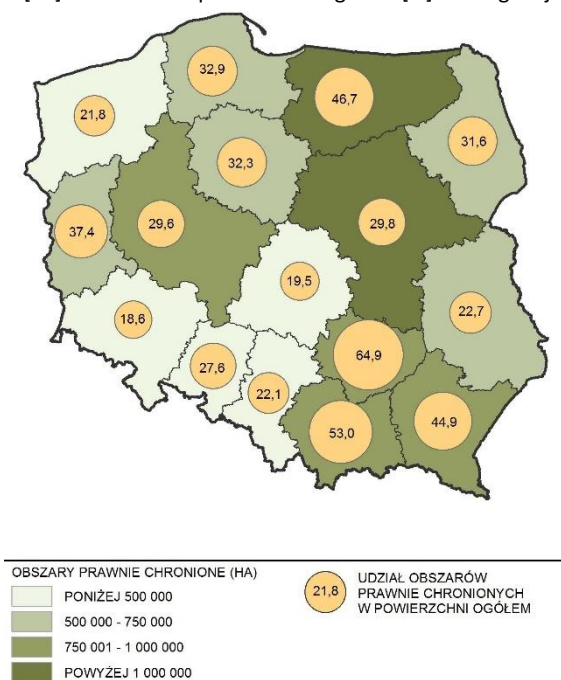 32,9
46,7
21,8
31,6
32,3
29,6
29,8
37,4
19,5
22,7
18,6
64,9
27,6
22,1
44,9
53,0
OBSZARY PRAWNIE CHRONIONE (HA)
PONIŻEJ 500 000
500 000 - 750 000
750 001 - 1 000 000
POWYŻEJ 1 000 000
21,8
UDZIAŁ OBSZARÓW
PRAWNIE CHRONIONYCH
W POWIERZCHNI OGÓŁEM